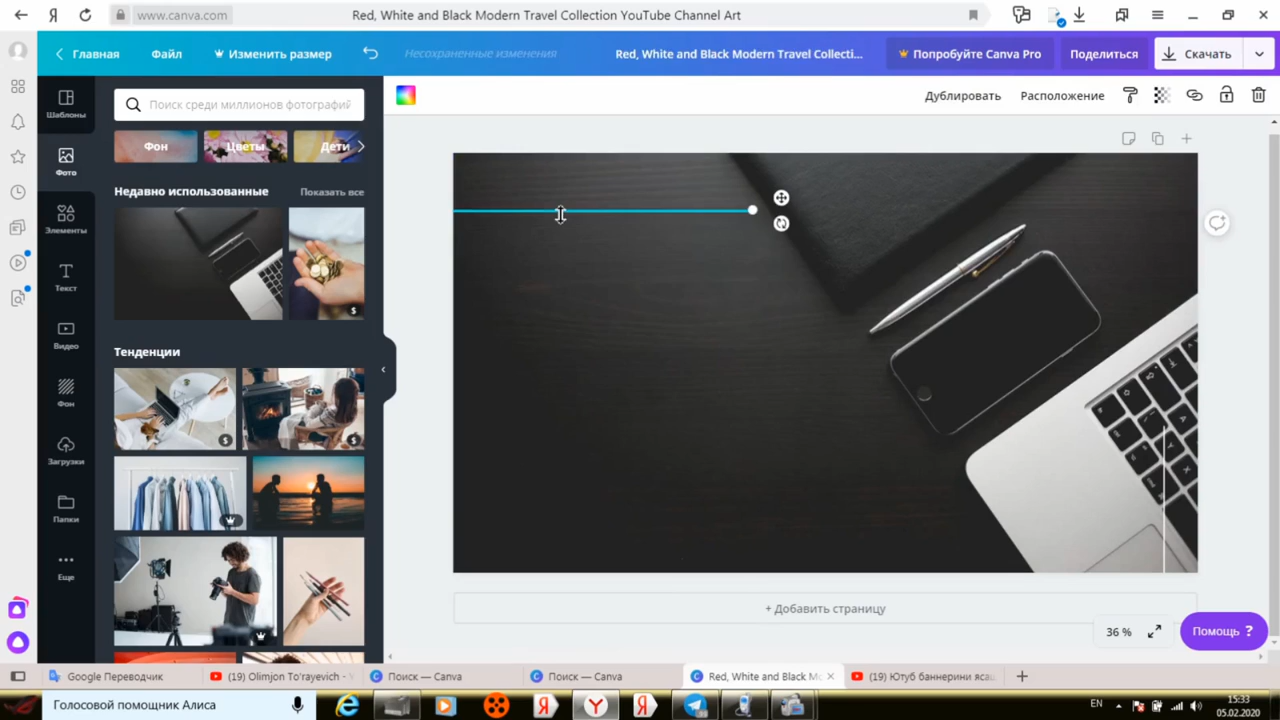 www.canva.com
Red, White and Black Modern Travel Collection YouTube Channel Art
Главная
Файл
Изменить размер
Несохраненные изменения
Red, White and Black Modern Travel Collecti...
Попробуйте Canva Pro
Поделиться
Скачать
Шаблоны
Фото
Элементы
Текст
Видео
Фон
Загрузки
Папки
Еще
Поиск среди миллионов фотографий
Фон
Цветы
Дети
Недавно использованные
Показать все
Тенденции
Дублировать
Расположение
+ Добавить страницу
36 %
Помощь ?
Google Переводчик
(19) Olimjon To'rayevich -
Поиск — Canva
Поиск — Canva
Red, White and Black Mo
(19) Ютуб баннерини ясаш
Голосовой помощник Алиса
EN
15:33
05.02.2020